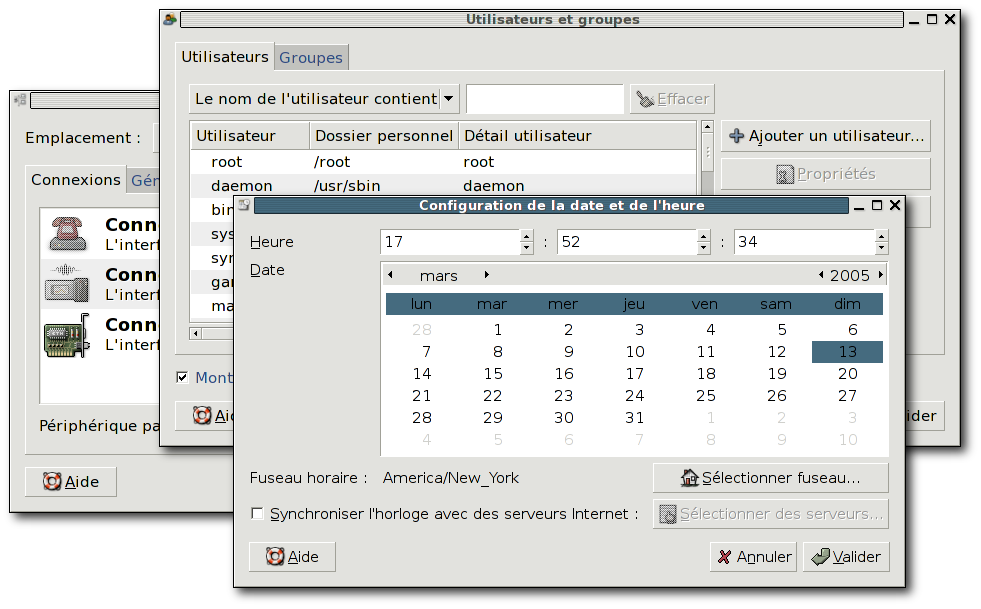 Utilisateurs et groupes
Utilisateurs Groupes
Le nom de l'utilisateur contient Effacer
Utilisateur Dossier personnel Détail utilisateur
Ajouter un utilisateur...
root /root root
Propriétés
daemon /usr/sbin daemon
bin
sys
syn
ma
Mont
Emplacement :
Connexions Gén
Conn
L'interf
Conn
L'interf
Conn
L'interf
Périphérique pa
Aide
Configuration de la date et de l'heure
Heure 17 : 52 : 34
Date mars 2005
lun mar mer jeu ven sam dim
28 1 2 3 4 5 6
7 8 9 10 11 12 13
14 15 16 17 18 19 20
21 22 23 24 25 26 27
28 29 30 31 1 2 3
4 5 6 7 8 9 10
Fuseau horaire : America/New_York Sélectionner fuseau...
Synchroniser l'horloge avec des serveurs Internet : Sélectionner des serveurs...
Aide Annuler Valider